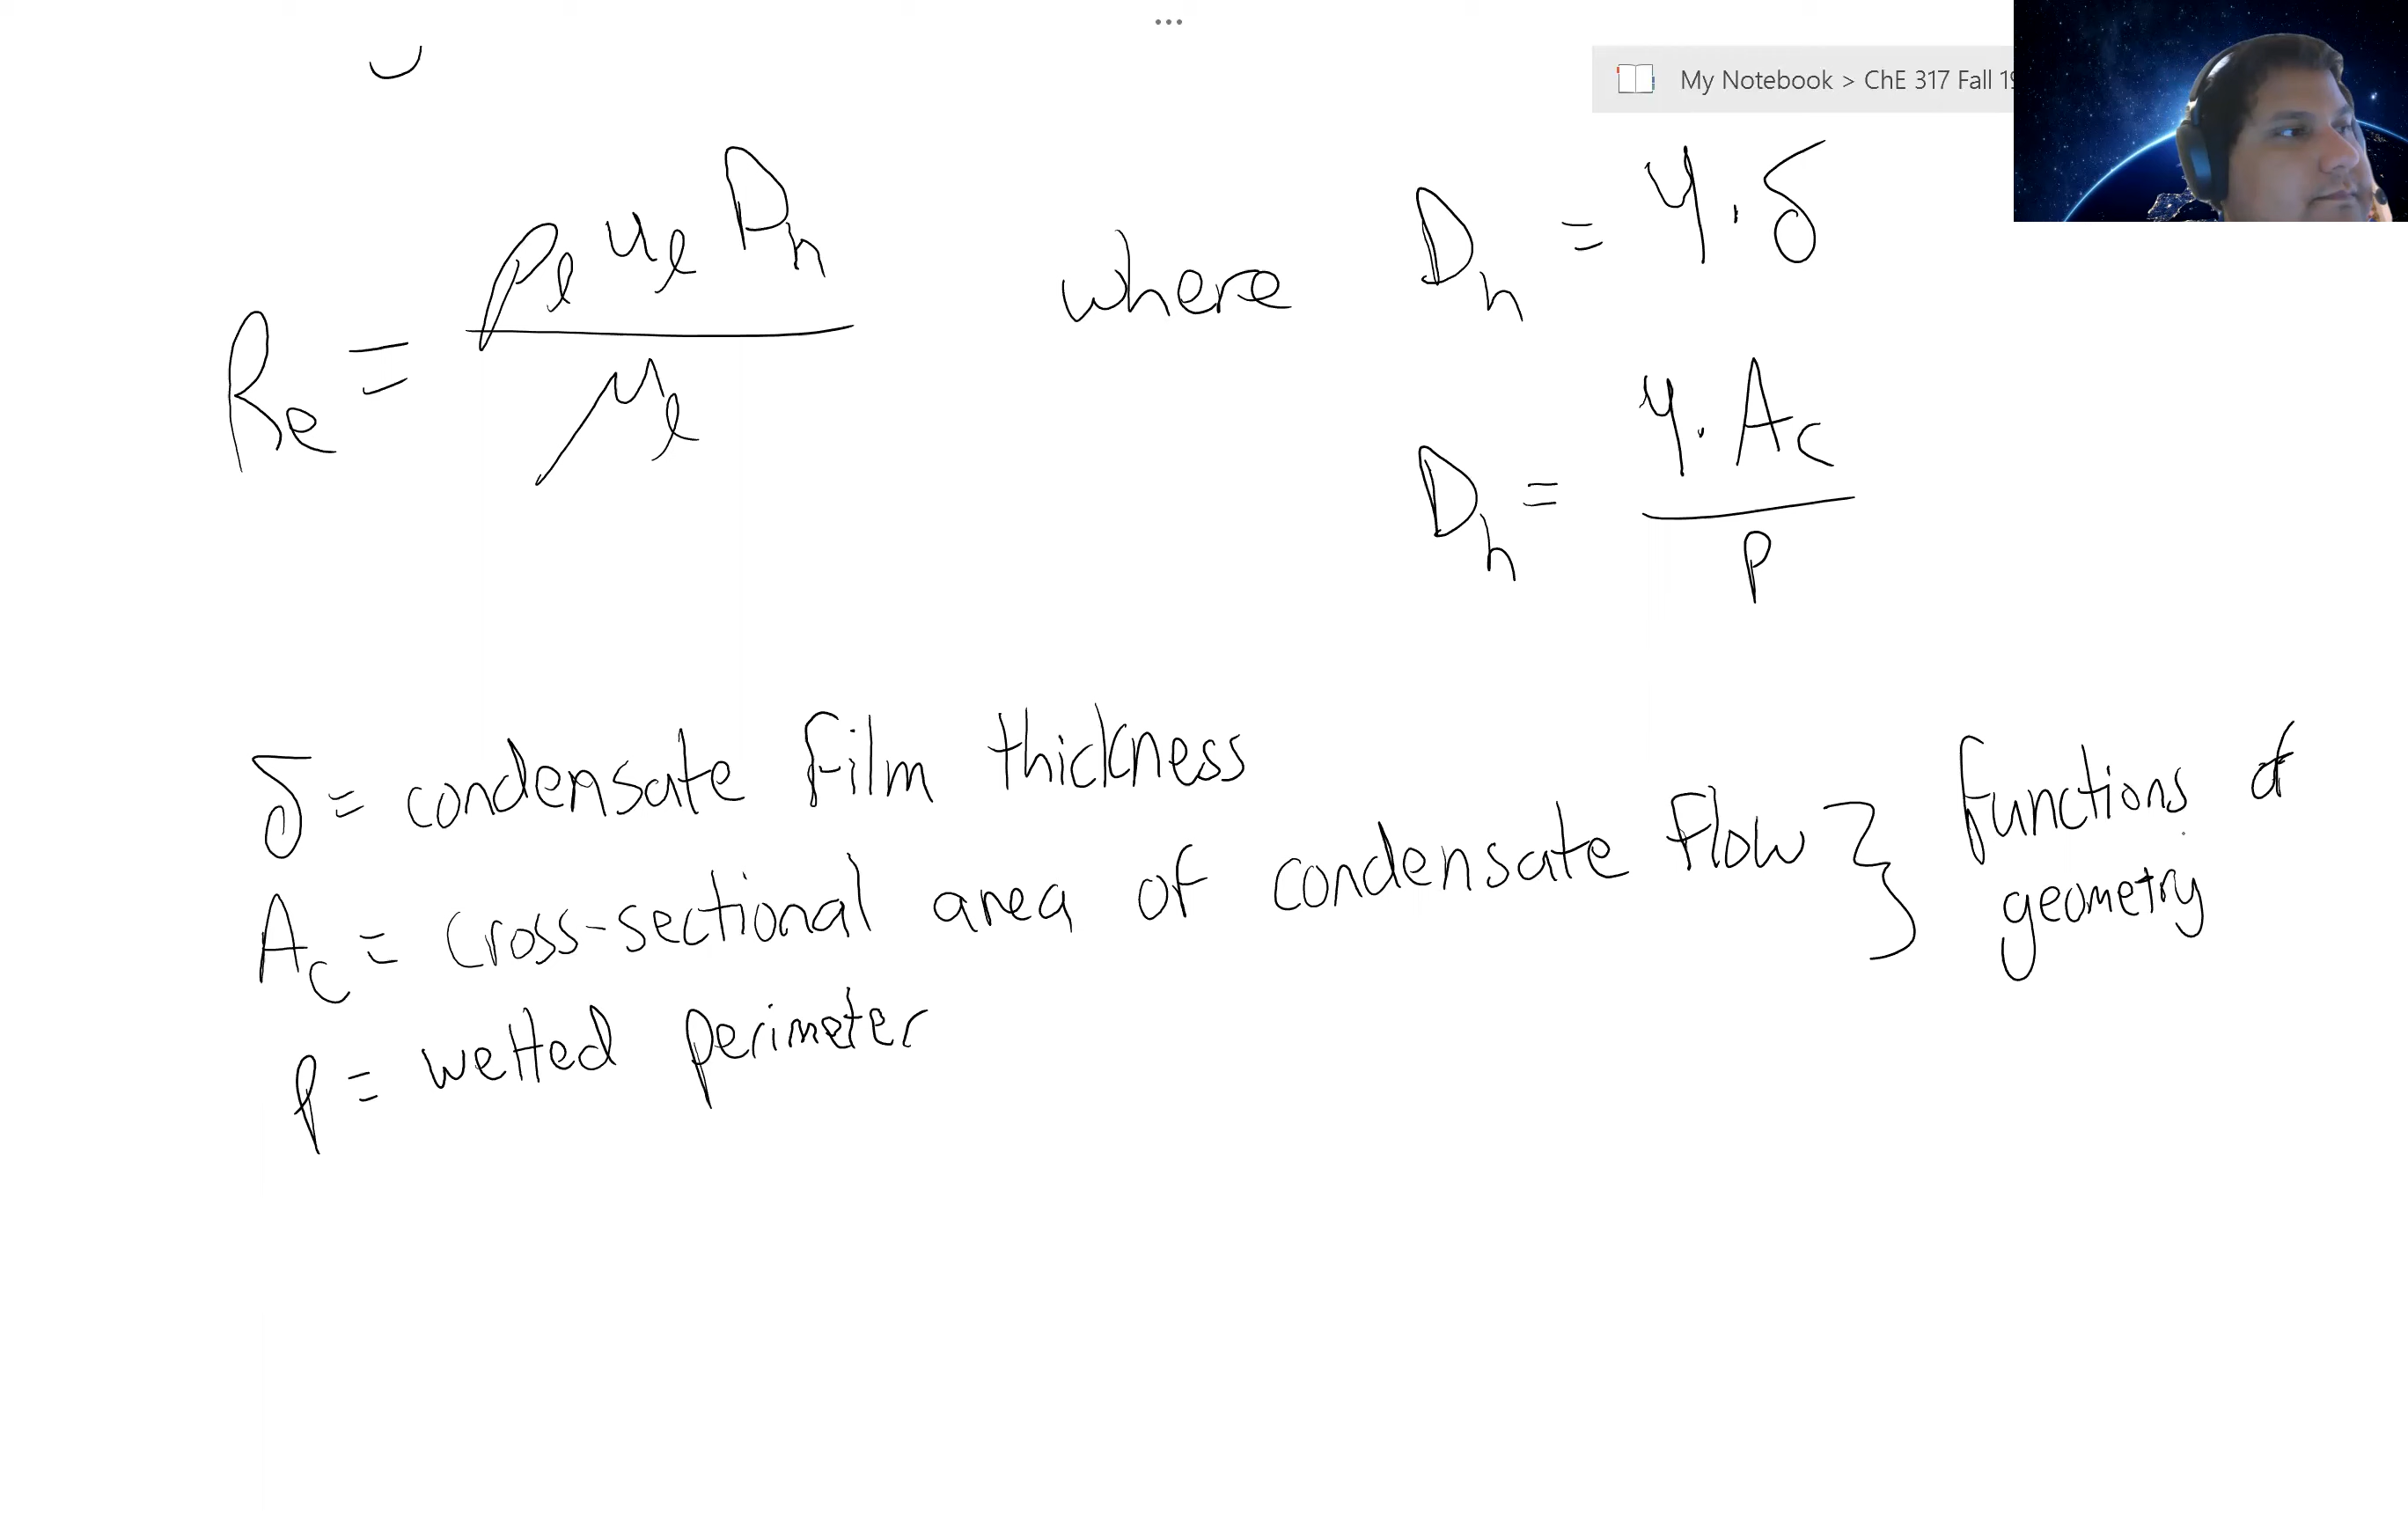 ...
My Notebook > ChE 317 Fall 19
Re = ρℓ uℓ Dh / μℓ where Dh = 4·δ
Dh = 4·Ac / P
δ = condensate film thickness
Ac = cross-sectional area of condensate flow } functions of geometry
P = wetted perimeter